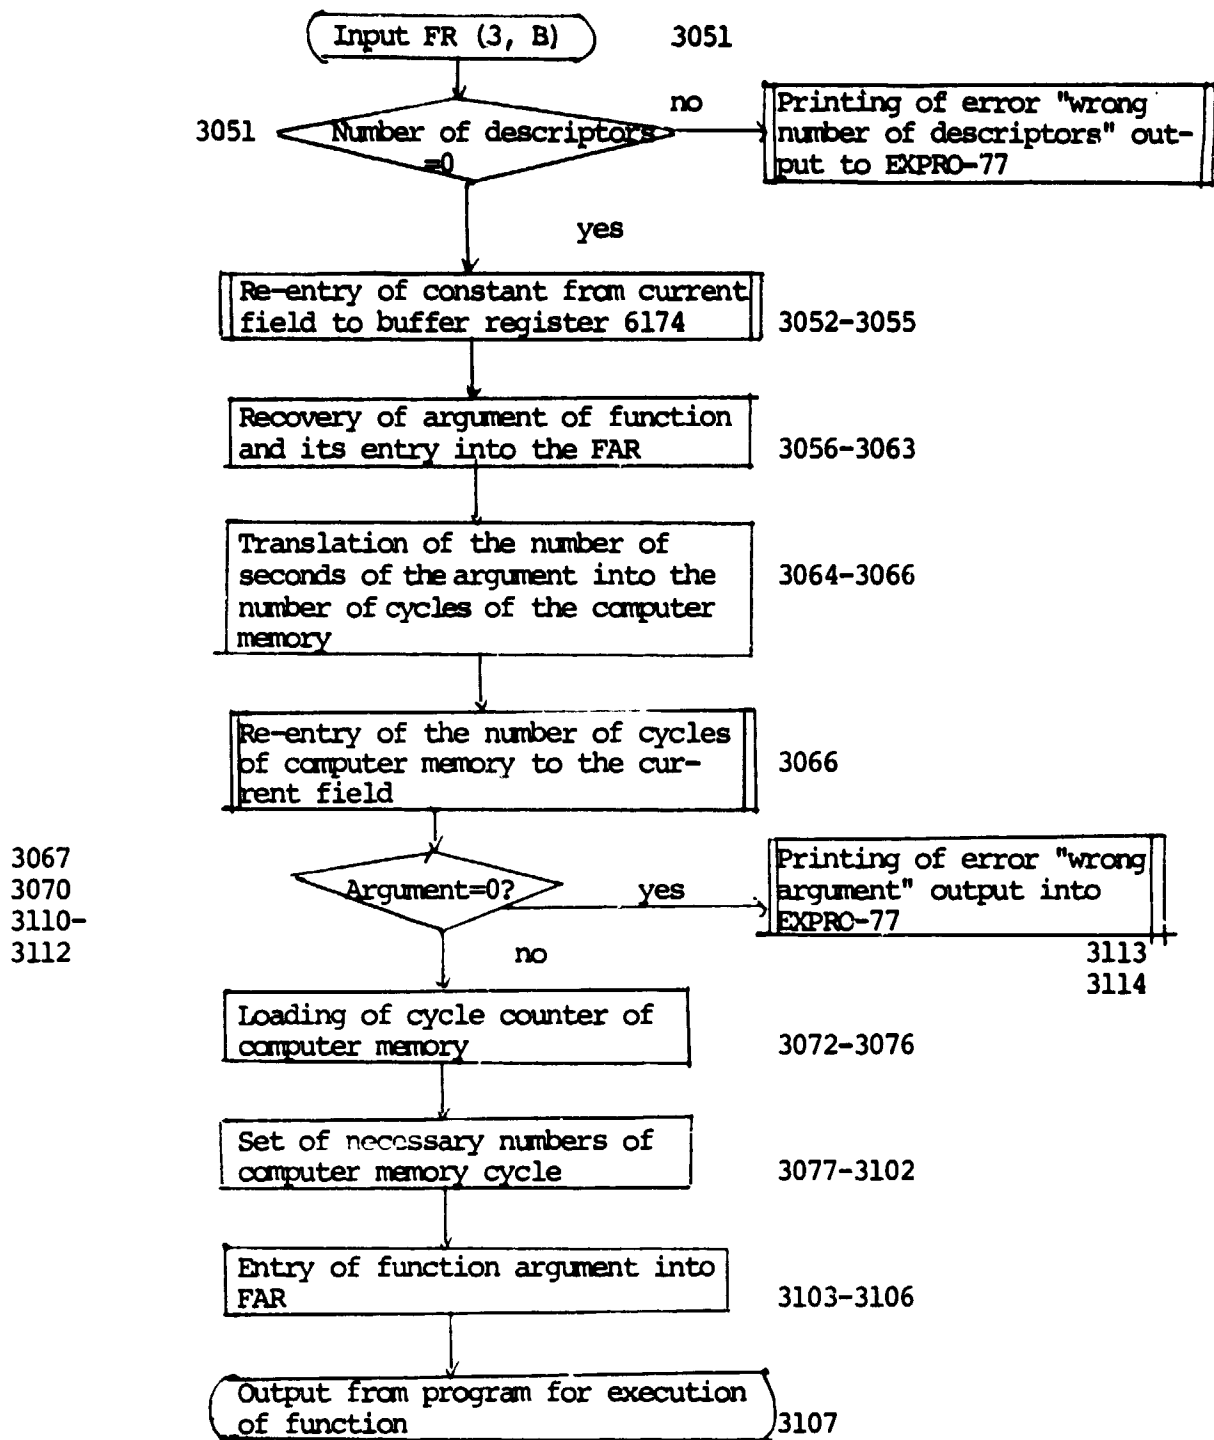 Input FR (3, B) 3051
3051
Number of descriptors
=0
no
Printing of error "wrong
number of descriptors" out-
put to EXPRO-77
yes
Re-entry of constant from current
field to buffer register 6174
3052-3055
Recovery of argument of function
and its entry into the FAR
3056-3063
Translation of the number of
seconds of the argument into the
number of cycles of the computer
memory
3064-3066
Re-entry of the number of cycles
of computer memory to the cur-
rent field
3066
3067
3070
3110-
3112
Argument=0?
yes
Printing of error "wrong
argument" output into
EXPRO-77
3113
3114
no
Loading of cycle counter of
computer memory
3072-3076
Set of necessary numbers of
computer memory cycle
3077-3102
Entry of function argument into
FAR
3103-3106
Output from program for execution
of function
3107